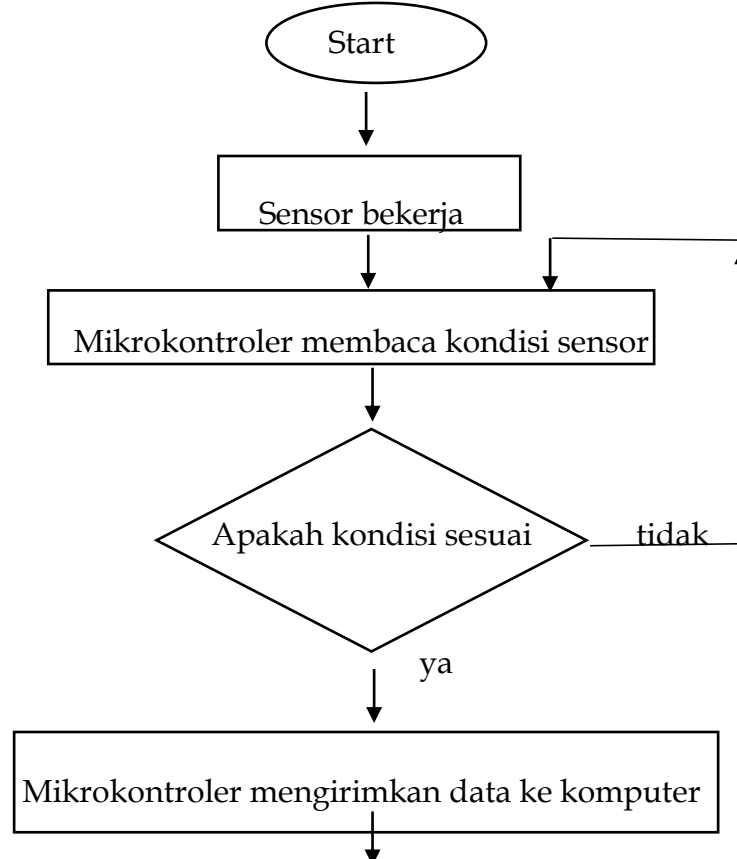 Start
Sensor bekerja
Mikrokontroler membaca kondisi sensor
Apakah kondisi sesuai
tidak
ya
Mikrokontroler mengirimkan data ke komputer